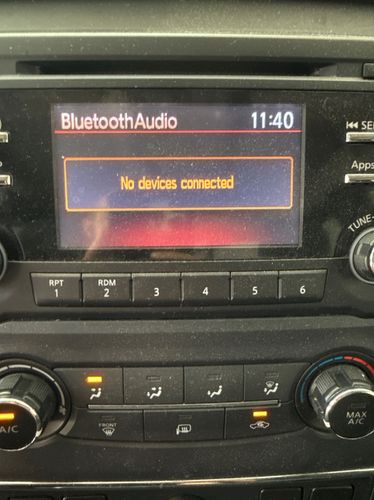 BluetoothAudio 11:40
No devices connected
Apps
TUNE
RPT RDM
1 2 3 4 5 6
FRONT
A/C
MAX
A/C